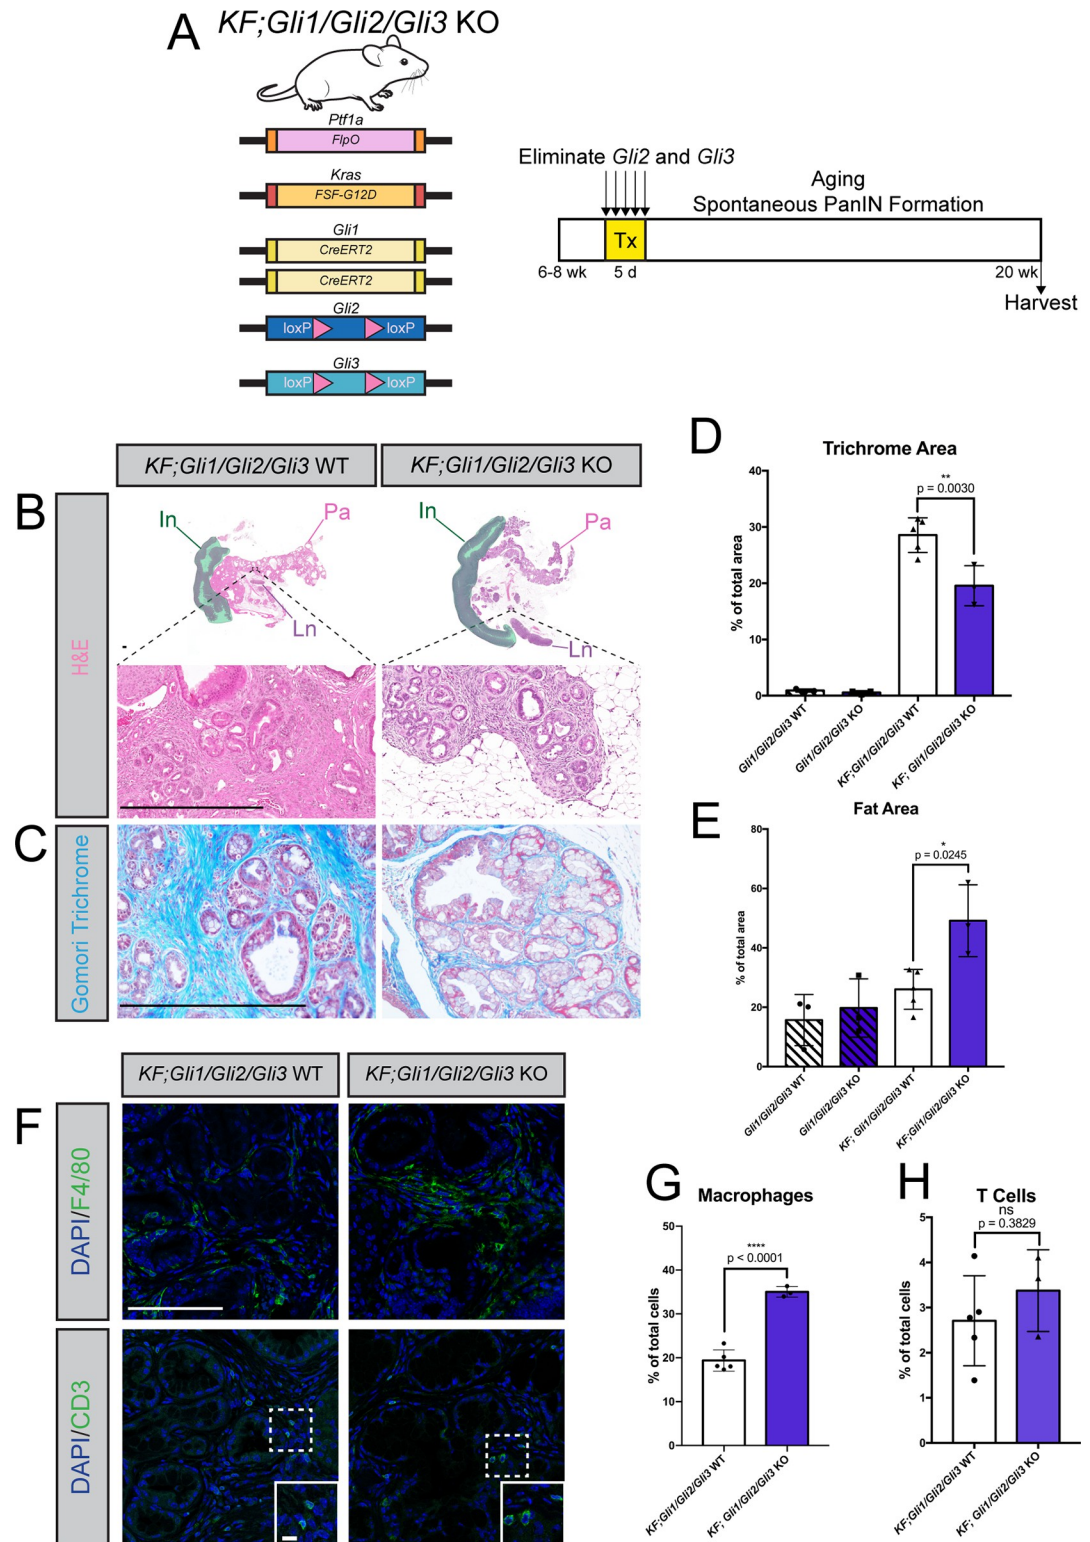 A
KF;Gli1/Gli2/Gli3 KO
Ptf1a
FlpO
Kras
FSF-G12D
Gli1
CreERT2
CreERT2
Gli2
loxP loxP
Gli3
loxP loxP
Eliminate Gli2 and Gli3
Aging
Spontaneous PanIN Formation
Tx
6-8 wk 5 d 20 wk
Harvest
KF;Gli1/Gli2/Gli3 WT
KF;Gli1/Gli2/Gli3 KO
B
H&E
In
Pa
Ln
In
Pa
Ln
C
Gomori Trichrome
D
Trichrome Area
% of total area
40
30
20
10
0
**
p = 0.0030
Gli1/Gli2/Gli3 WT
Gli1/Gli2/Gli3 KO
KF;Gli1/Gli2/Gli3 WT
KF; Gli1/Gli2/Gli3 KO
E
Fat Area
% of total area
80
60
40
20
0
*
p = 0.0245
Gli1/Gli2/Gli3 WT
Gli1/Gli2/Gli3 KO
KF; Gli1/Gli2/Gli3 WT
KF;Gli1/Gli2/Gli3 KO
F
KF;Gli1/Gli2/Gli3 WT
KF;Gli1/Gli2/Gli3 KO
DAPI/F4/80
DAPI/CD3
G
Macrophages
% of total cells
50
40
30
20
10
0
****
p < 0.0001
KF;Gli1/Gli2/Gli3 WT
KF; Gli1/Gli2/Gli3 KO
H
T Cells
% of total cells
5
4
3
2
1
0
ns
p = 0.3829
KF;Gli1/Gli2/Gli3 WT
KF; Gli1/Gli2/Gli3 KO